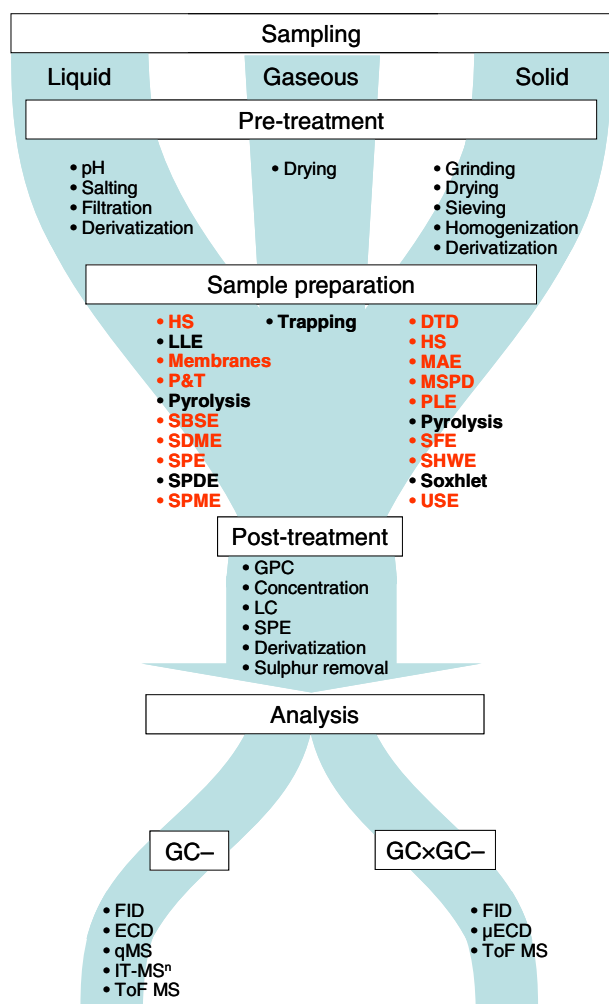 Sampling
Liquid
Gaseous
Solid
Pre-treatment
• pH
• Salting
• Filtration
• Derivatization
• Drying
• Grinding
• Drying
• Sieving
• Homogenization
• Derivatization
Sample preparation
• HS
• LLE
• Membranes
• P&T
• Pyrolysis
• SBSE
• SDME
• SPE
• SPDE
• SPME
• Trapping
• DTD
• HS
• MAE
• MSPD
• PLE
• Pyrolysis
• SFE
• SHWE
• Soxhlet
• USE
Post-treatment
• GPC
• Concentration
• LC
• SPE
• Derivatization
• Sulphur removal
Analysis
GC–
GC×GC–
• FID
• ECD
• qMS
• IT-MSⁿ
• ToF MS
• FID
• µECD
• ToF MS